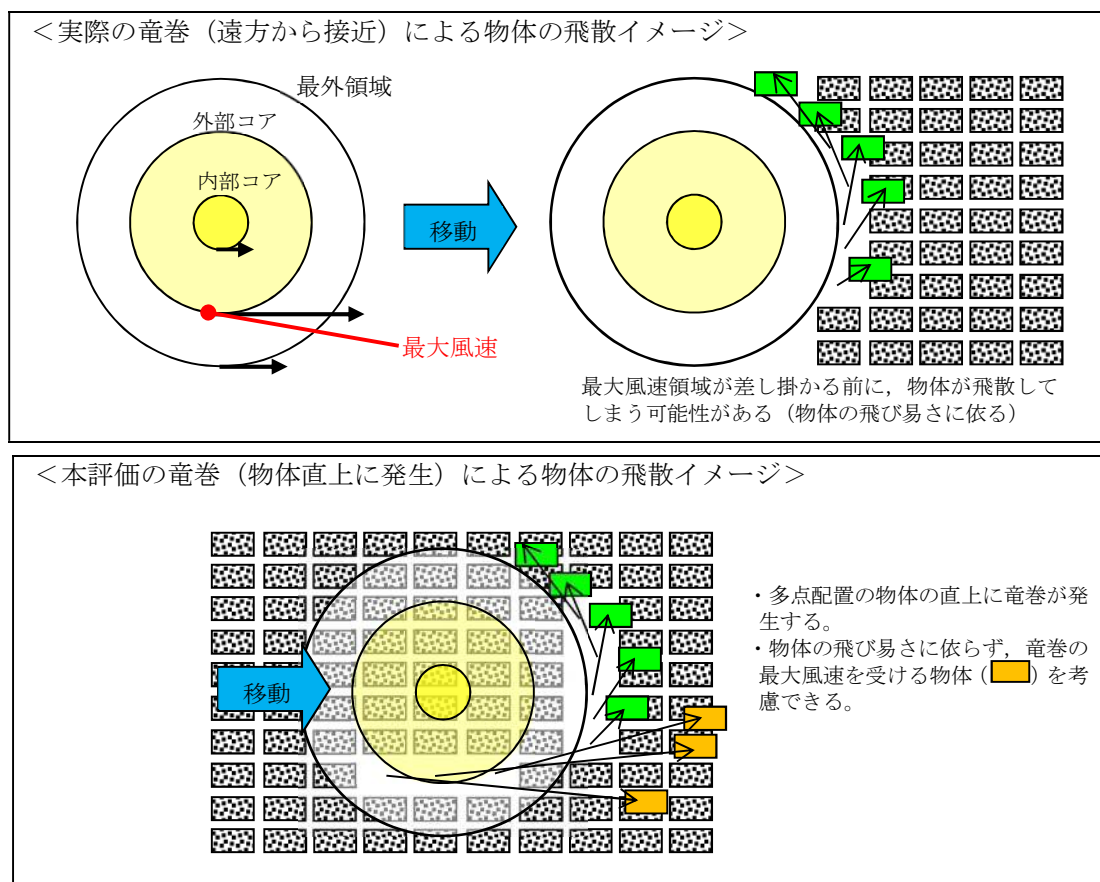 ＜実際の竜巻（遠方から接近）による物体の飛散イメージ＞
最外領域
外部コア
内部コア
移動
最大風速
最大風速領域が差し掛かる前に，物体が飛散して
しまう可能性がある（物体の飛び易さに依る）
＜本評価の竜巻（物体直上に発生）による物体の飛散イメージ＞
移動
・多点配置の物体の直上に竜巻が発
生する。
・物体の飛び易さに依らず，竜巻の
最大風速を受ける物体（ ）を考
慮できる。